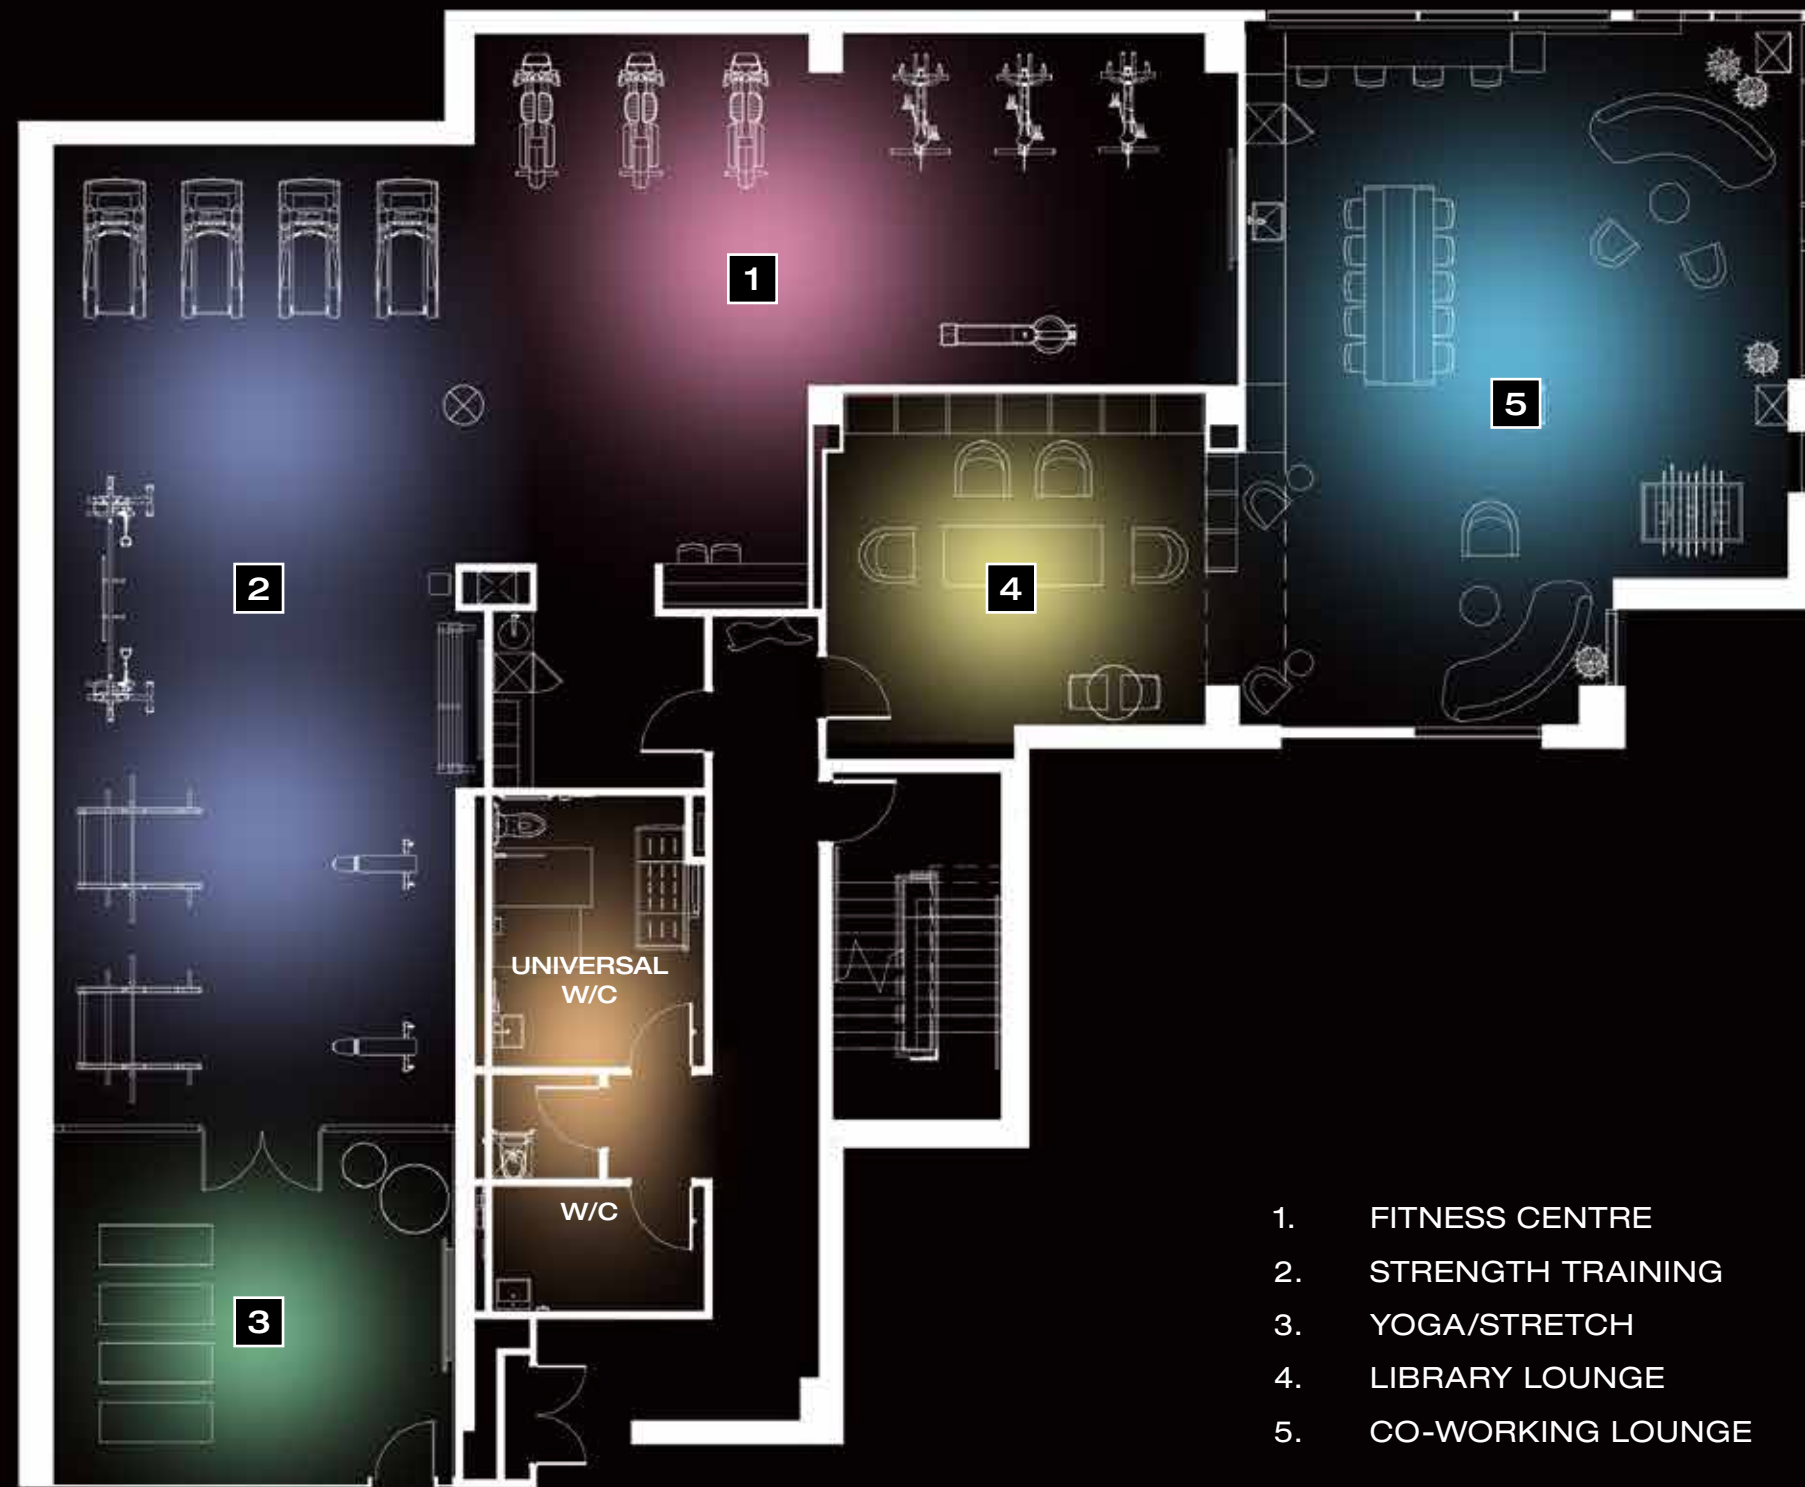 1
5
2
4
UNIVERSAL
W/C
W/C
3
1. FITNESS CENTRE
2. STRENGTH TRAINING
3. YOGA/STRETCH
4. LIBRARY LOUNGE
5. CO-WORKING LOUNGE